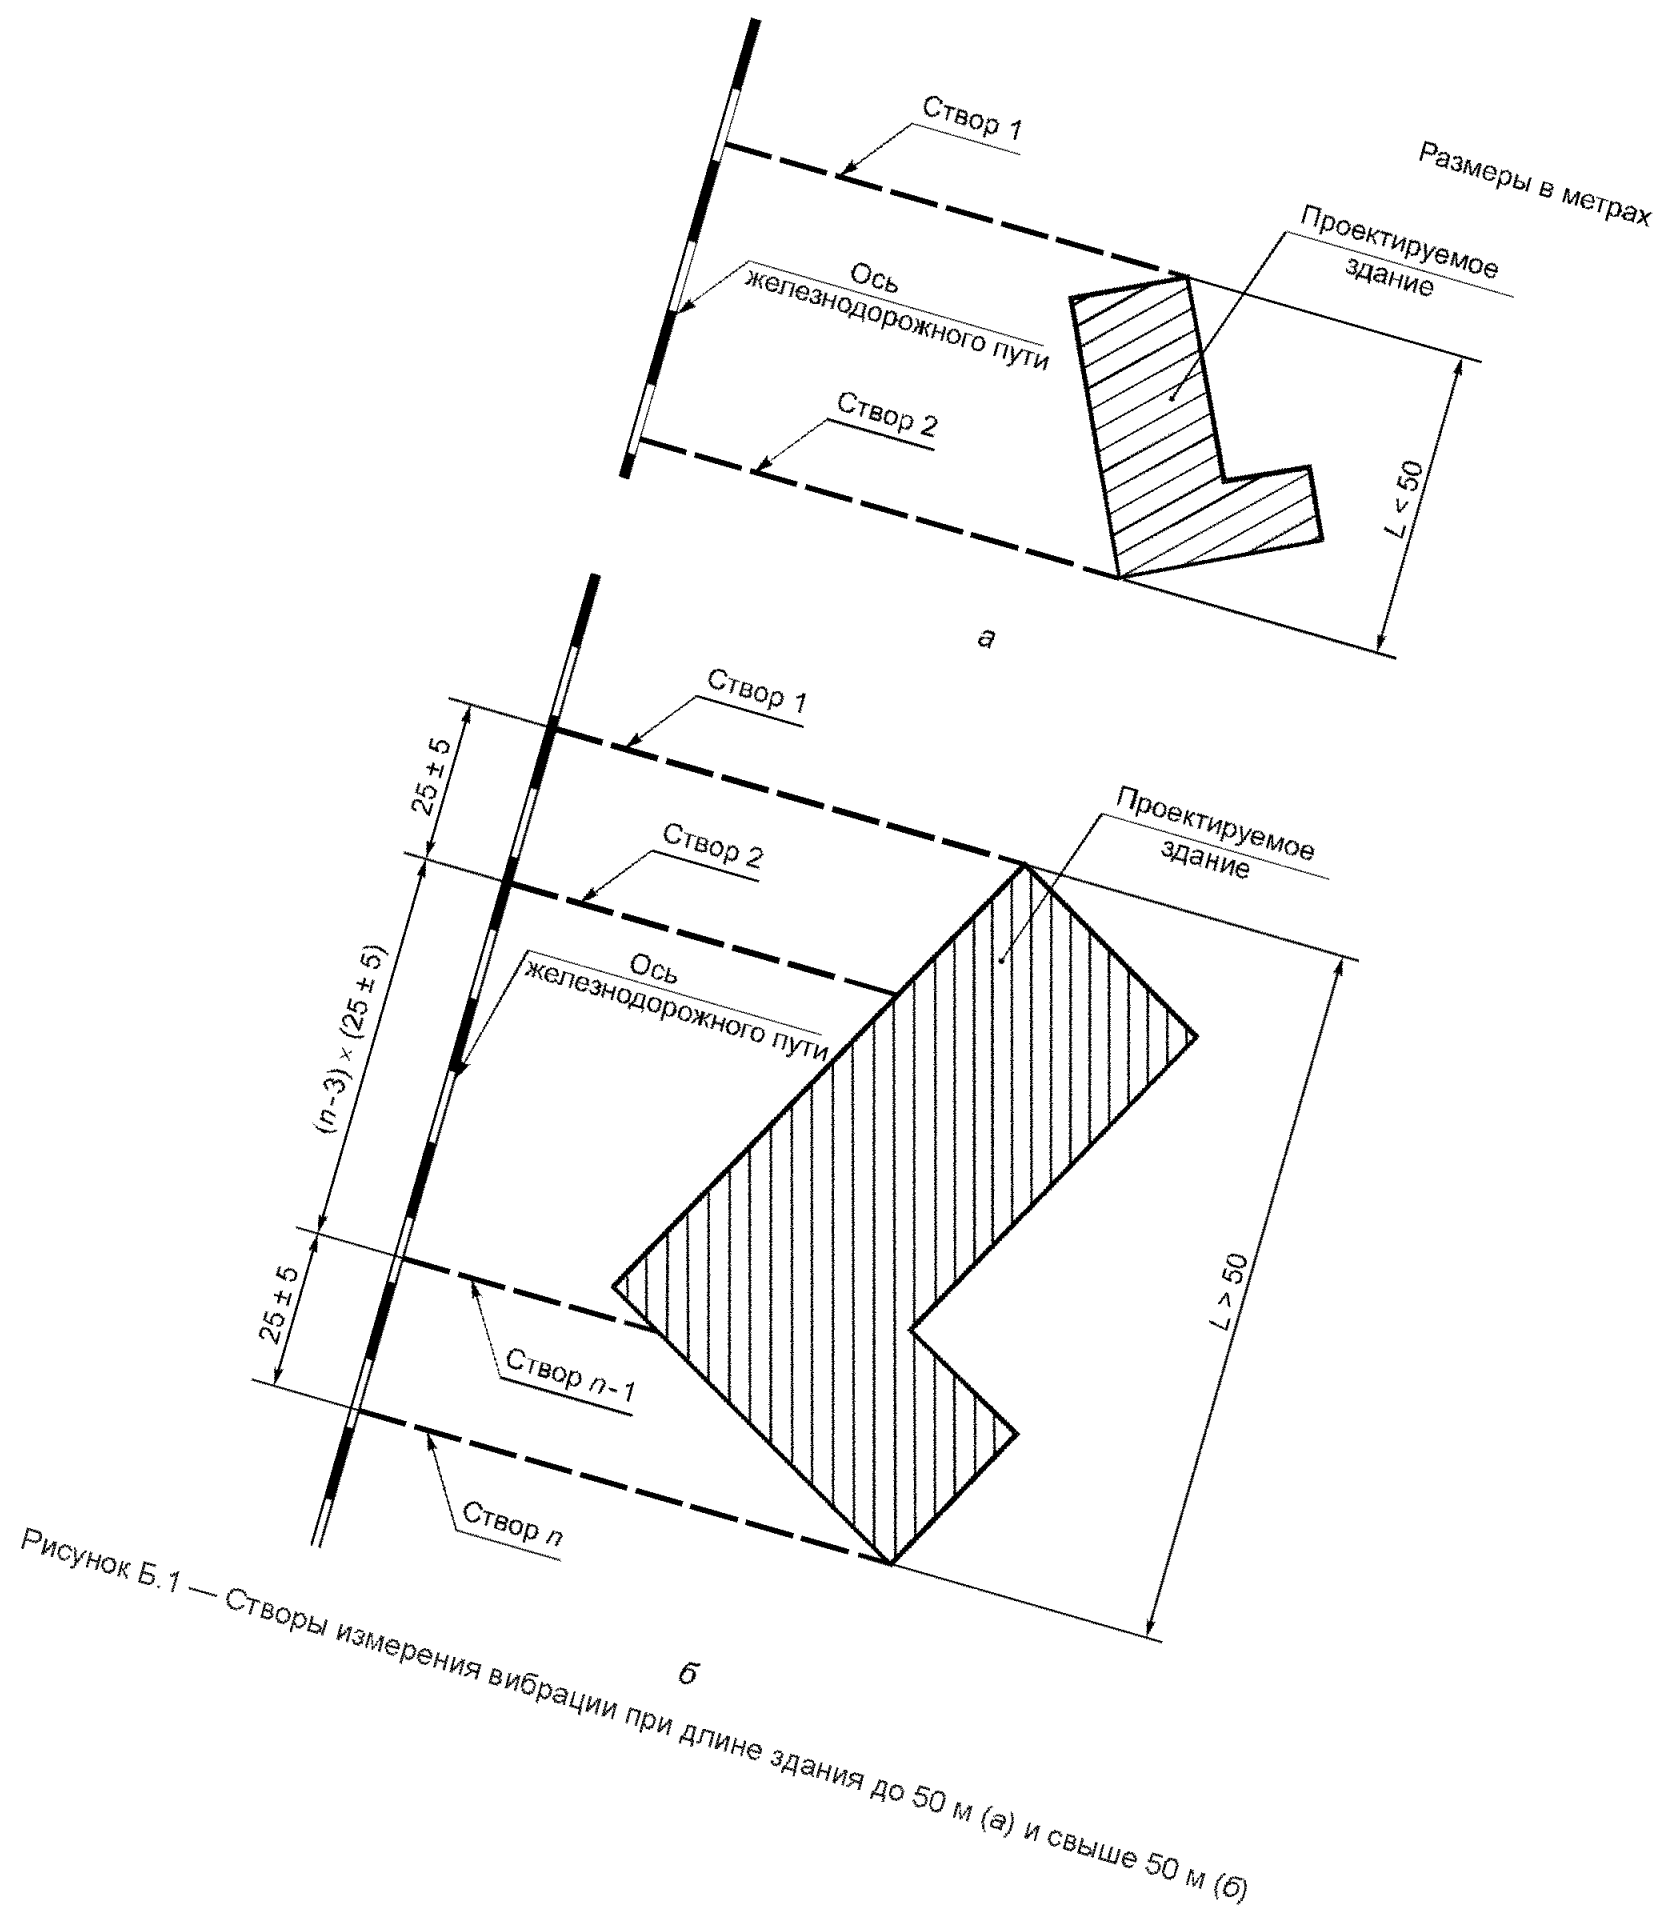 Размеры в метрах
Створ 1
Проектируемое
здание
Ось
железнодорожного пути
Створ 2
L < 50
а
Створ 1
25 ± 5
Проектируемое
здание
Створ 2
Ось
железнодорожного пути
(n-3) × (25 ± 5)
L > 50
25 ± 5
Створ n-1
Створ n
б
Рисунок Б.1 — Створы измерения вибрации при длине здания до 50 м (а) и свыше 50 м (б)